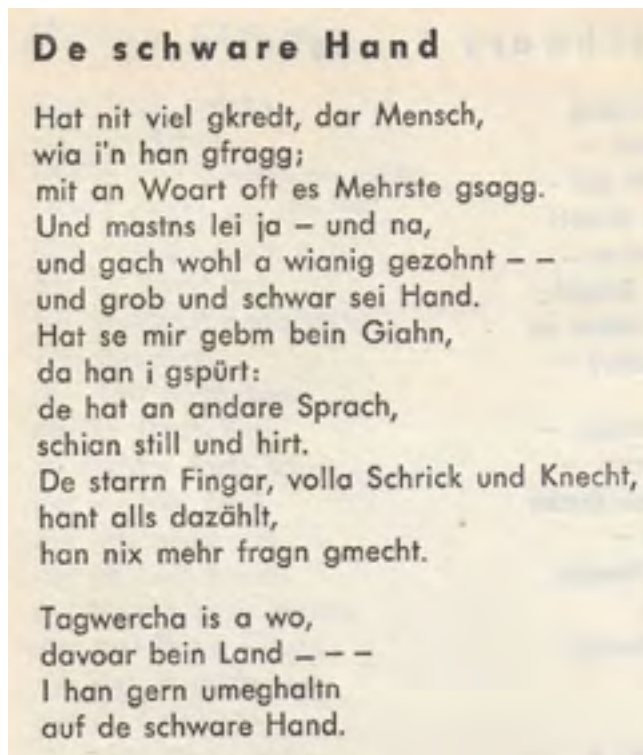 De schware Hand
Hat nit viel gkredt, dar Mensch,
wia i'n han gfragg;
mit an Woart oft es Mehrste gsagg.
Und mastns lei ja – und na,
und gach wohl a wianig gezohnt – –
und grob und schwar sei Hand.
Hat se mir gebm bein Giahn,
da han i gspürt:
de hat an andare Sprach,
schian still und hirt.
De starrn Fingar, volla Schrick und Knecht,
hant alls dazählt,
han nix mehr fragn gmecht.
Tagwercha is a wo,
davoar bein Land – – –
I han gern umeghaltn
auf de schware Hand.